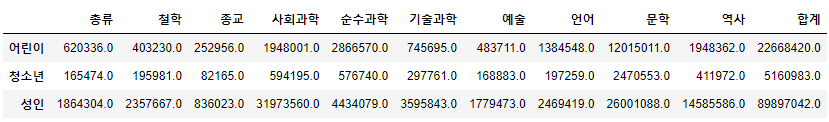 총류 철학 종교 사회과학 순수과학 기술과학 예술 언어 문학 역사 합계
어린이 620336.0 403230.0 252956.0 1948001.0 2866570.0 745695.0 483711.0 1384548.0 12015011.0 1948362.0 22668420.0
청소년 165474.0 195981.0 82165.0 594195.0 576740.0 297761.0 168883.0 197259.0 2470553.0 411972.0 5160983.0
성인 1864304.0 2357667.0 836023.0 31973560.0 4434079.0 3595843.0 1779473.0 2469419.0 26001088.0 14585586.0 89897042.0